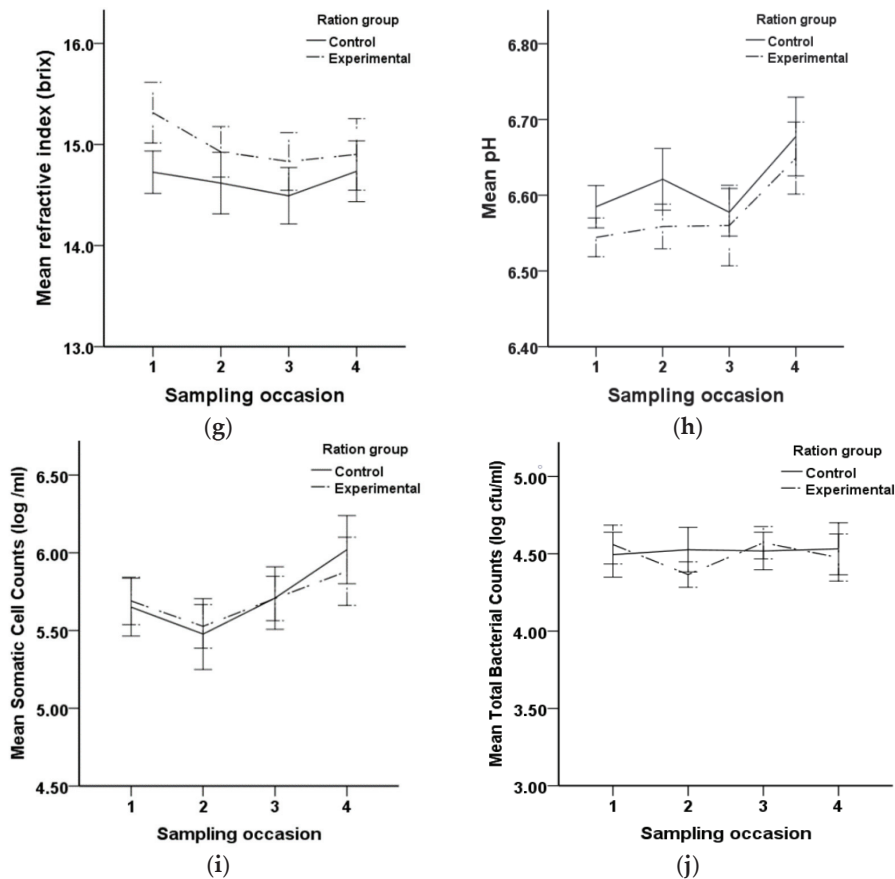 Ration group
Control
Experimental
16.0
15.0
14.0
13.0
Mean refractive index (brix)
1 2 3 4
Sampling occasion
(g)
Ration group
Control
Experimental
6.80
6.70
6.60
6.50
6.40
Mean pH
1 2 3 4
Sampling occasion
(h)
Ration group
Control
Experimental
6.50
6.00
5.50
5.00
4.50
Mean Somatic Cell Counts (log /ml)
1 2 3 4
Sampling occasion
(i)
Ration group
Control
Experimental
5.00
4.50
4.00
3.50
3.00
Mean Total Bacterial Counts (log cfu/ml)
1 2 3 4
Sampling occasion
(j)